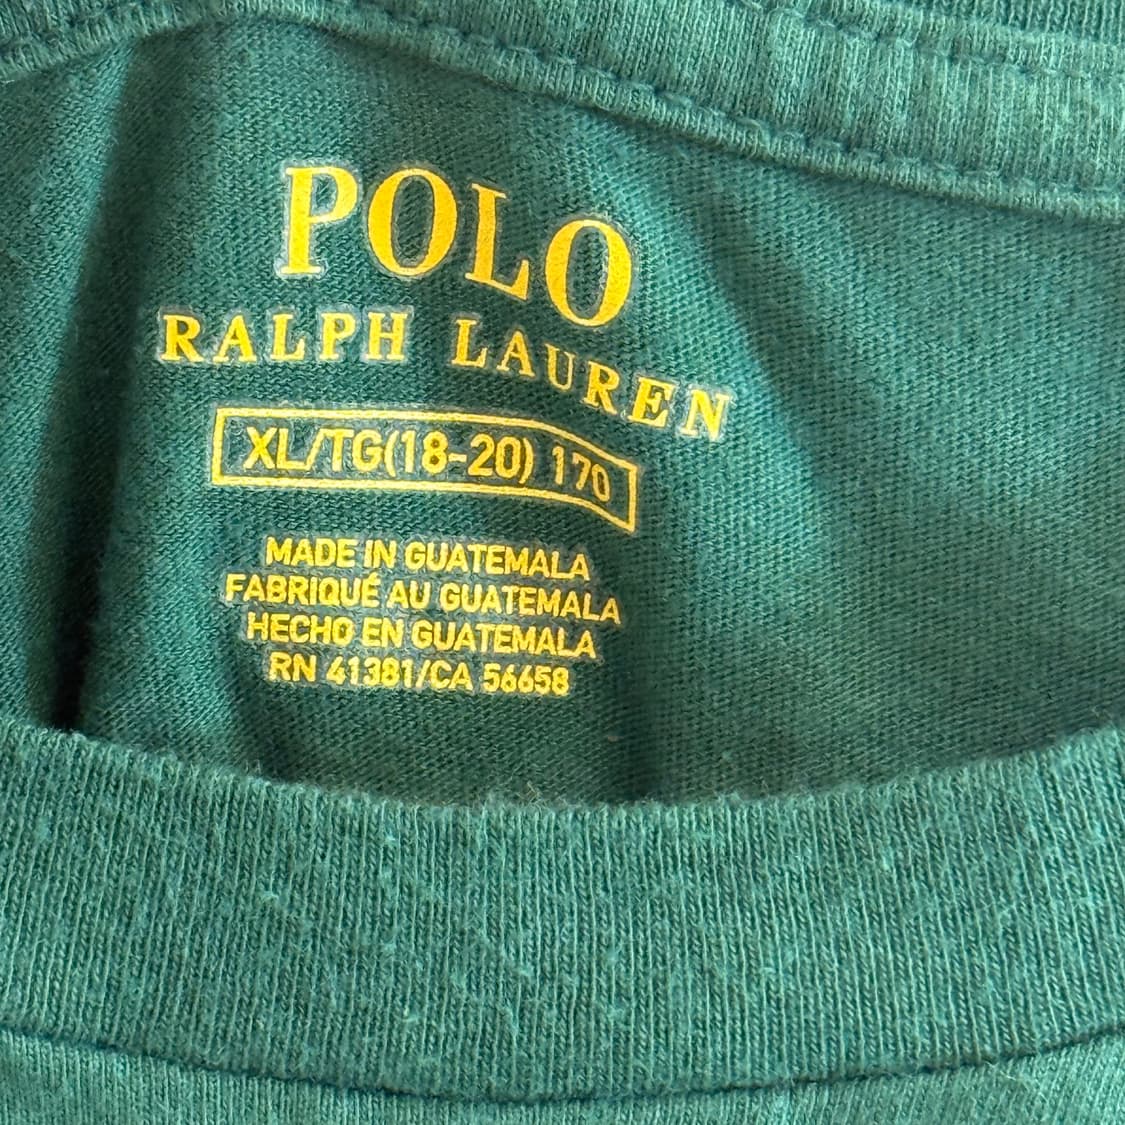 POLO
RALPH LAUREN
XL/TG(18-20) 170
MADE IN GUATEMALA
FABRIQUÉ AU GUATEMALA
HECHO EN GUATEMALA
RN 41381/CA 56658